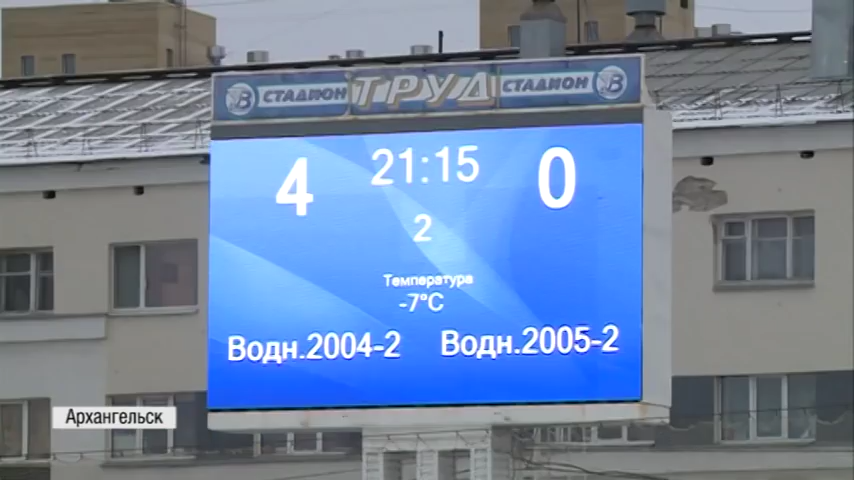 В СТАДИОН ТРУД СТАДИОН В
4 21:15 0
2
Температура
-7°C
Водн.2004-2 Водн.2005-2
Архангельск